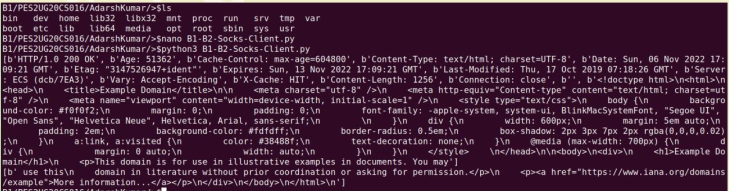 B1/PES2UG20CS016/AdarshKumar/>$ls
bin dev home lib32 libx32 mnt proc run srv tmp var
boot etc lib lib64 media opt root sbin sys usr
B1/PES2UG20CS016/AdarshKumar/>$nano B1-B2-Socks-Client.py
B1/PES2UG20CS016/AdarshKumar/>$python3 B1-B2-Socks-Client.py
[b'HTTP/1.0 200 OK', b'Age: 51362', b'Cache-Control: max-age=604800', b'Content-Type: text/html; charset=UTF-8', b'Date: Sun, 06 Nov 2022 17:
09:21 GMT', b'Etag: "3147526947+ident"', b'Expires: Sun, 13 Nov 2022 17:09:21 GMT', b'Last-Modified: Thu, 17 Oct 2019 07:18:26 GMT', b'Server
: ECS (dcb/7EA3)', b'Vary: Accept-Encoding', b'X-Cache: HIT', b'Content-Length: 1256', b'Connection: close', b'', b'<!doctype html>\n<html>\n
<head>\n    <title>Example Domain</title>\n\n    <meta charset="utf-8" />\n    <meta http-equiv="Content-type" content="text/html; charset=ut
f-8" />\n    <meta name="viewport" content="width=device-width, initial-scale=1" />\n    <style type="text/css">\n    body {\n        backgro
und-color: #f0f0f2;\n        margin: 0;\n        padding: 0;\n        font-family: -apple-system, system-ui, BlinkMacSystemFont, "Segoe UI",
"Open Sans", "Helvetica Neue", Helvetica, Arial, sans-serif;\n        \n    }\n    div {\n        width: 600px;\n        margin: 5em auto;\n
        padding: 2em;\n        background-color: #fdfdff;\n        border-radius: 0.5em;\n        box-shadow: 2px 3px 7px 2px rgba(0,0,0,0.02)
;\n    }\n    a:link, a:visited {\n        color: #38488f;\n        text-decoration: none;\n    }\n    @media (max-width: 700px) {\n        d
iv {\n            margin: 0 auto;\n            width: auto;\n        }\n    }\n    </style>    \n</head>\n\n<body>\n<div>\n    <h1>Example Do
main</h1>\n    <p>This domain is for use in illustrative examples in documents. You may']
[b' use this\n    domain in literature without prior coordination or asking for permission.</p>\n    <p><a href="https://www.iana.org/domains
/example">More information...</a></p>\n</div>\n</body>\n</html>\n']
B1/PES2UG20CS016/AdarshKumar/>$